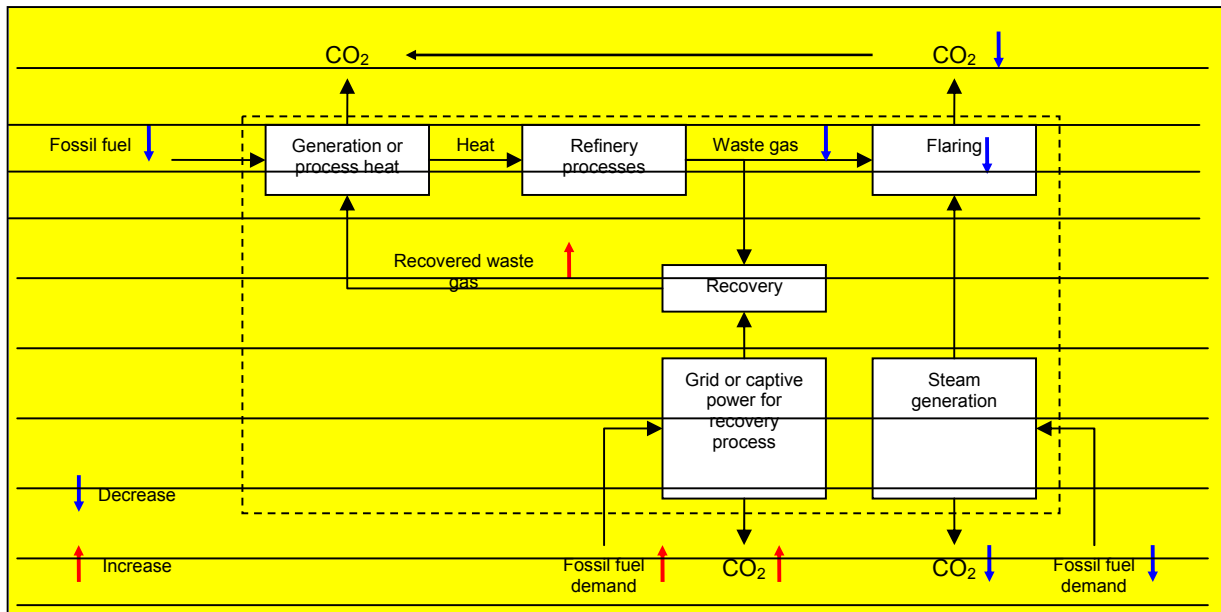 CO₂
CO₂
Fossil fuel
Generation or
process heat
Heat
Refinery
processes
Waste gas
Flaring
Recovered waste
gas
Recovery
Grid or captive
power for
recovery
process
Steam
generation
Decrease
Increase
Fossil fuel
demand
CO₂
CO₂
Fossil fuel
demand